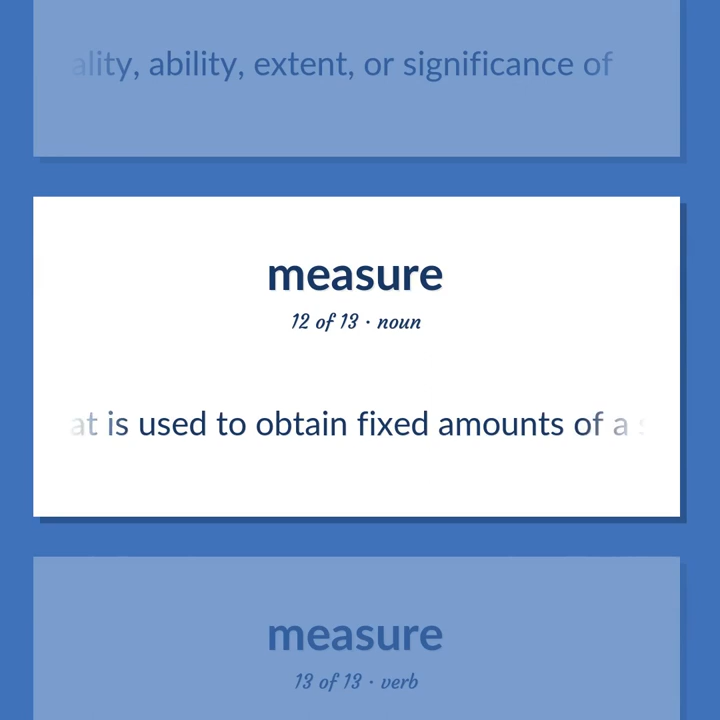 ality, ability, extent, or significance of
measure
12 of 13 · noun
at is used to obtain fixed amounts of a
measure
13 of 13 · verb